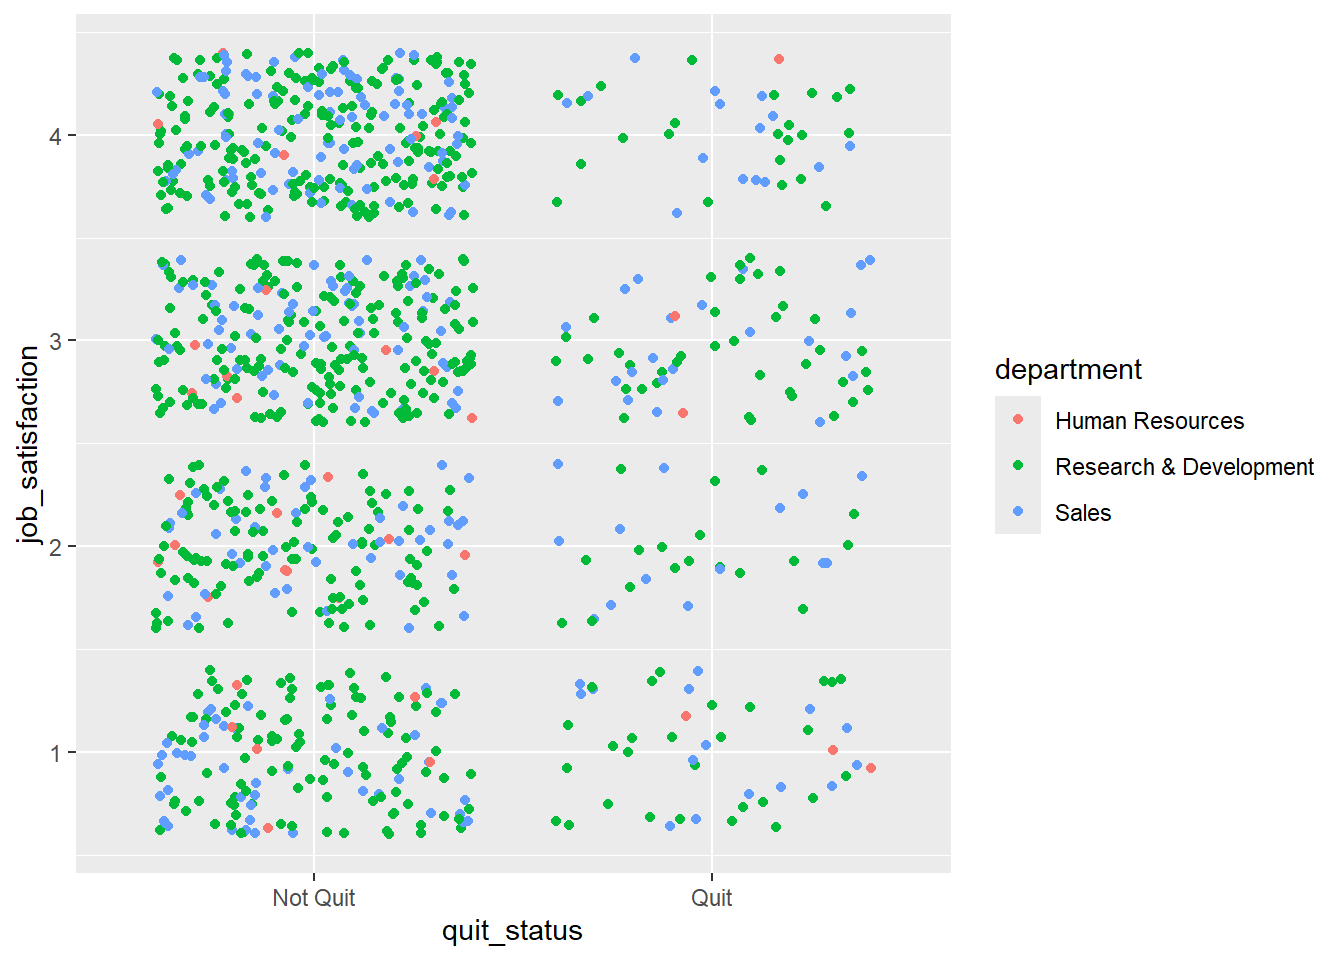 4
3
2
1
job_satisfaction
Not Quit
Quit
quit_status
department
Human Resources
Research & Development
Sales